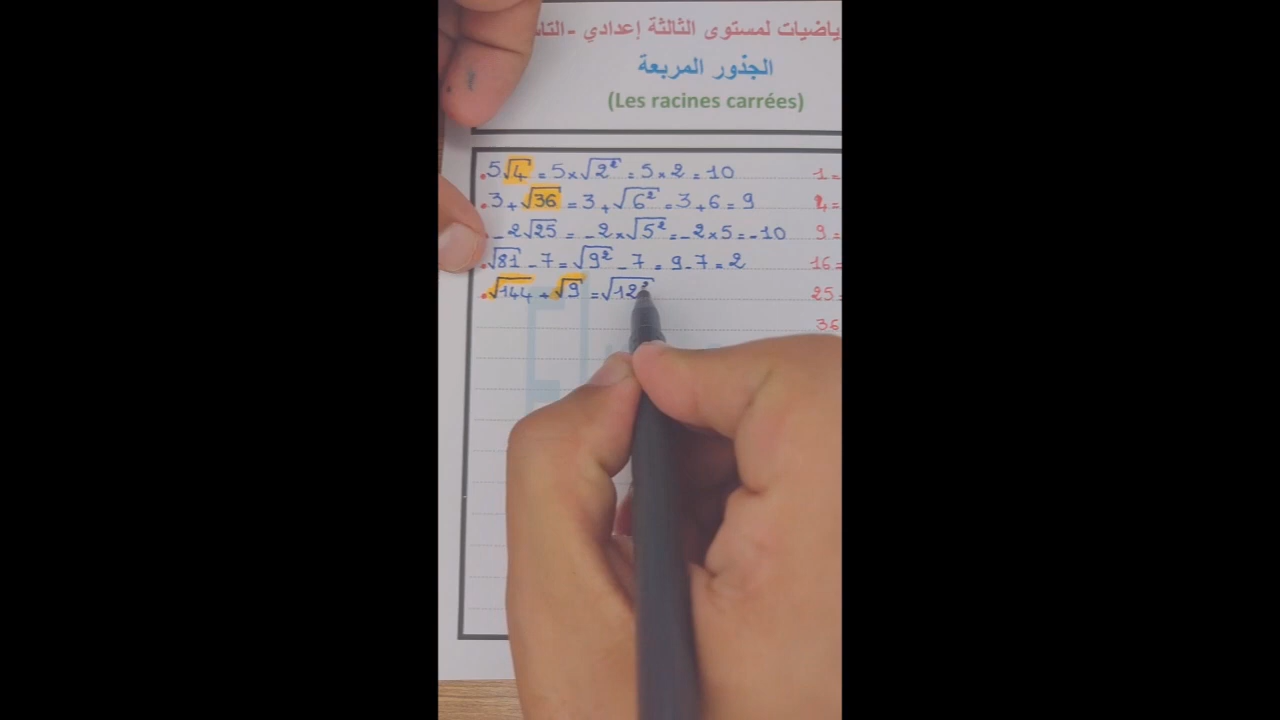 لمستوى الثالثة إعدادي -
الجذور المربعة
(Les racines carrées)
5√4 = 5×√2² = 5×2 = 10
3+√36 = 3+√6² = 3+6 = 9
-2√25 = -2×√5² = -2×5 = -10
√81 - 7 = √9² - 7 = 9-7 = 2
√144 + √9 = √12²
1=
4=
9=
16=
25=
36